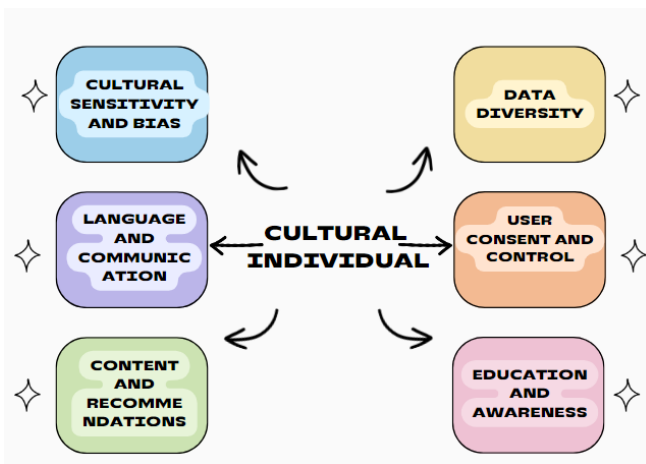 CULTURAL
SENSITIVITY
AND BIAS
DATA
DIVERSITY
LANGUAGE
AND
COMMUNIC
ATION
CULTURAL
INDIVIDUAL
USER
CONSENT AND
CONTROL
CONTENT
AND
RECOMME
NDATIONS
EDUCATION
AND
AWARENESS